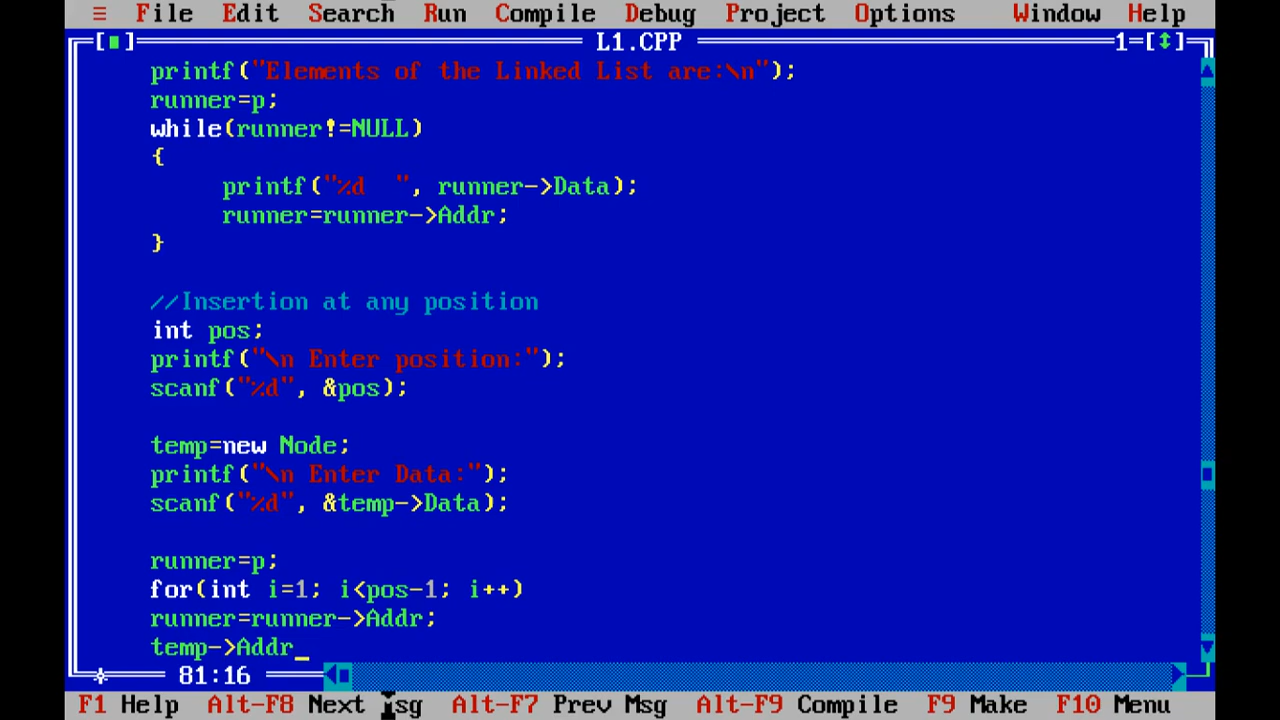 ≡ File Edit Search Run Compile Debug Project Options Window Help
[■] L1.CPP 1=[↕]
printf("Elements of the Linked List are:\n");
runner=p;
while(runner!=NULL)
{
printf("%d  ", runner->Data);
runner=runner->Addr;
}
//Insertion at any position
int pos;
printf("\n Enter position:");
scanf("%d", &pos);
temp=new Node;
printf("\n Enter Data:");
scanf("%d", &temp->Data);
runner=p;
for(int i=1; i<pos-1; i++)
runner=runner->Addr;
temp->Addr_
81:16
F1 Help Alt-F8 Next Msg Alt-F7 Prev Msg Alt-F9 Compile F9 Make F10 Menu